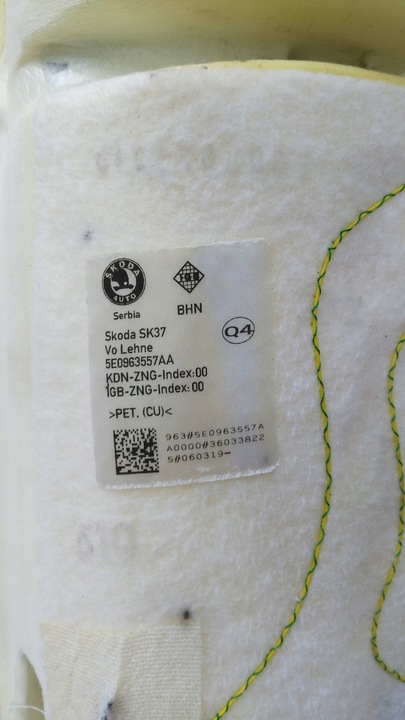 SKODA
AUTO
Serbia
BHN
Q4
Skoda SK37
Vo Lehne
5E0963557AA
KDN-ZNG-Index:00
1GB-ZNG-Index:00
>PET, (CU)<
963#5E0963557A
A0000#36033822
5#060319-